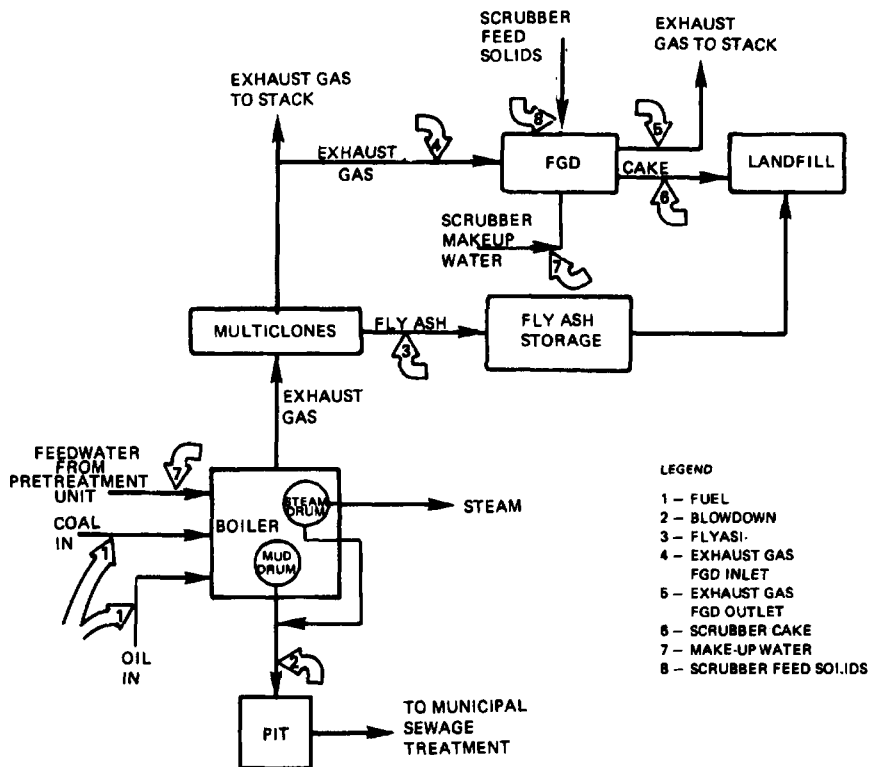 SCRUBBER
FEED
SOLIDS
EXHAUST
GAS TO STACK
EXHAUST GAS
TO STACK
8
4
5
EXHAUST
GAS
FGD
CAKE
LANDFILL
6
SCRUBBER
MAKEUP
WATER
7
MULTICLONES
FLY ASH
FLY ASH
STORAGE
3
EXHAUST
GAS
FEEDWATER
FROM
PRETREATMENT
UNIT
7
STEAM
DRUM
STEAM
BOILER
COAL
IN
MUD
DRUM
1
1
OIL
IN
2
PIT
TO MUNICIPAL
SEWAGE
TREATMENT
LEGEND
1 – FUEL
2 – BLOWDOWN
3 – FLYASI·
4 – EXHAUST GAS
FGD INLET
5 – EXHAUST GAS
FGD OUTLET
6 – SCRUBBER CAKE
7 – MAKE-UP WATER
8 – SCRUBBER FEED SOLIDS